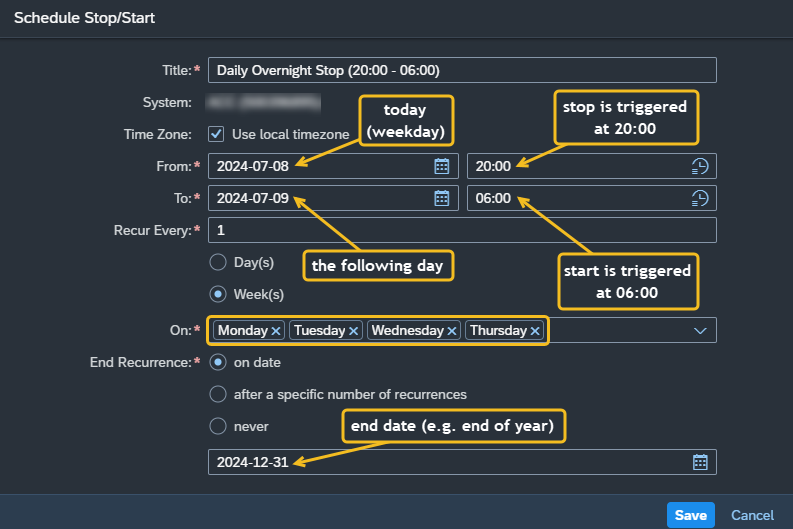 Schedule Stop/Start
Title:* Daily Overnight Stop (20:00 - 06:00)
System:
today
(weekday)
stop is triggered
at 20:00
Time Zone: Use local timezone
From:* 2024-07-08 20:00
To:* 2024-07-09 06:00
Recur Every:* 1
Day(s)
the following day
start is triggered
at 06:00
Week(s)
On:* Monday Tuesday Wednesday Thursday
End Recurrence:* on date
after a specific number of recurrences
never
end date (e.g. end of year)
2024-12-31
Save Cancel